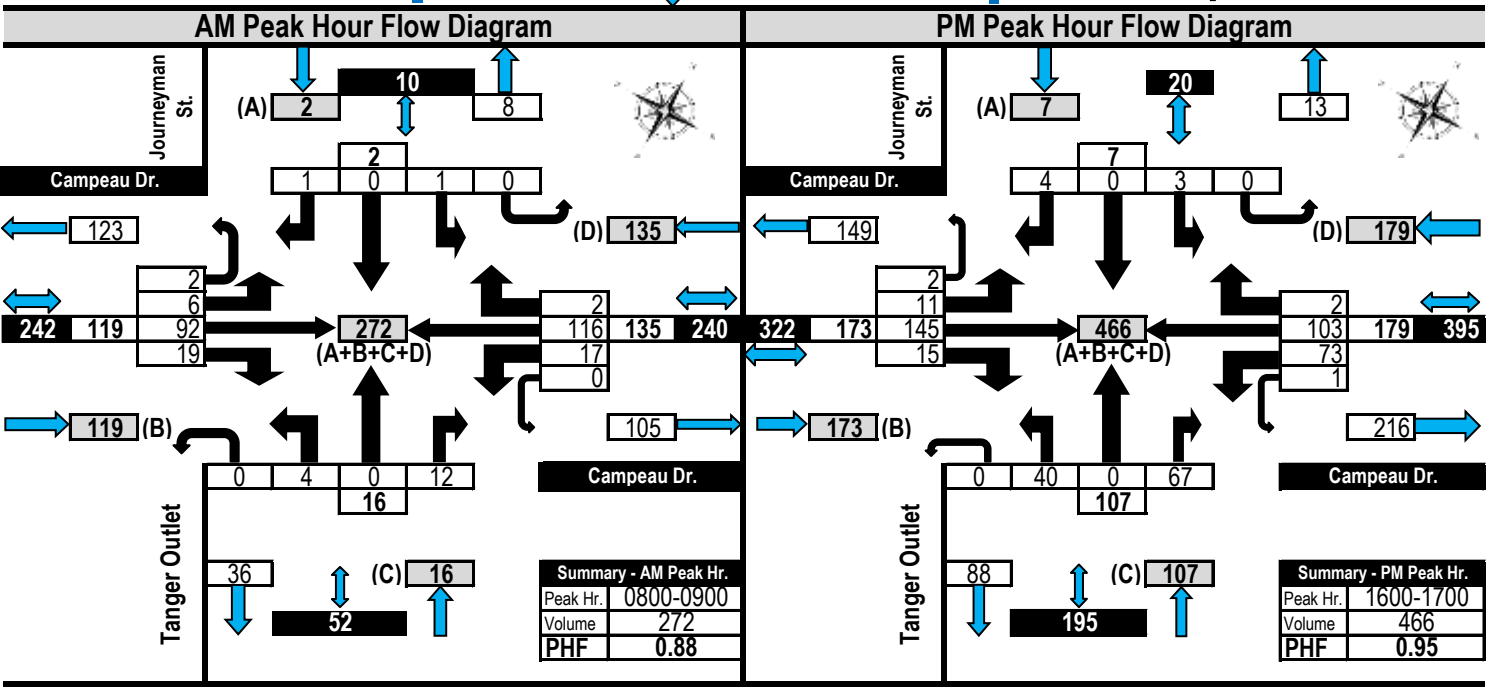 AM Peak Hour Flow Diagram
Journeyman
St.
(A) 2
10
8
2
1 0 1 0
Campeau Dr.
123
(D) 135
2
6
92
19
242 119
272
(A+B+C+D)
2
116
17
0
135 240
119 (B)
105
0 4 0 12
16
Campeau Dr.
Tanger Outlet
36
(C) 16
52
Summary - AM Peak Hr.
Peak Hr. 0800-0900
Volume 272
PHF 0.88
PM Peak Hour Flow Diagram
Journeyman
St.
(A) 7
20
13
7
4 0 3 0
Campeau Dr.
149
(D) 179
2
11
145
15
322 173
466
(A+B+C+D)
2
103
73
1
179 395
173 (B)
216
0 40 0 67
107
Campeau Dr.
Tanger Outlet
88
(C) 107
195
Summary - PM Peak Hr.
Peak Hr. 1600-1700
Volume 466
PHF 0.95